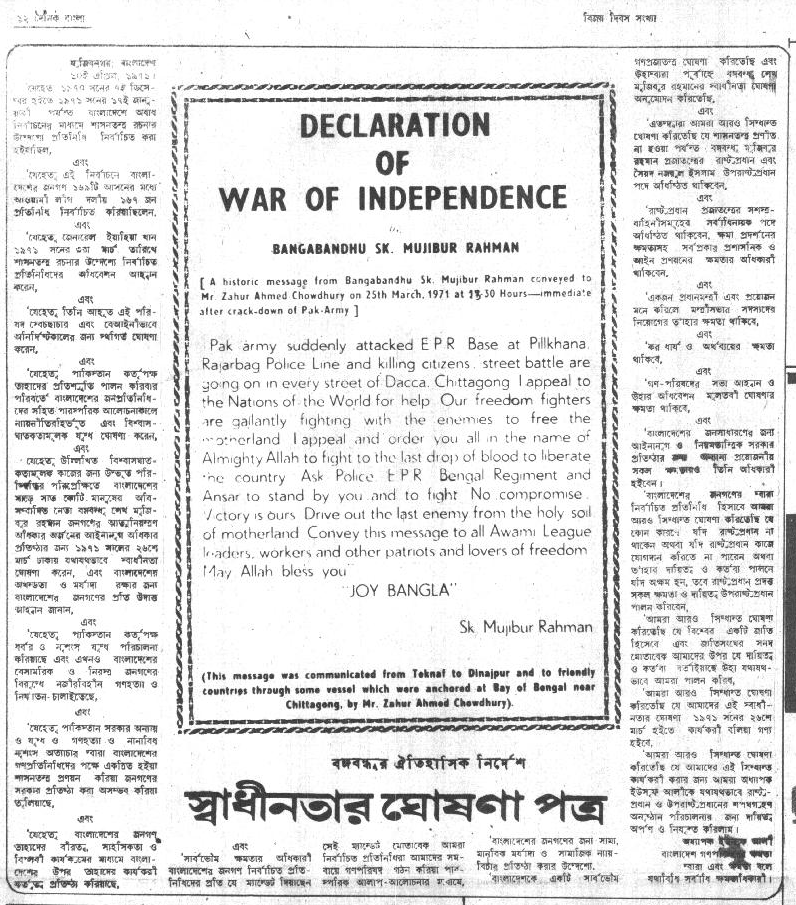 ১২ দৈনিক বাংলা
বিজয় দিবস সংখ্যা
মুজিবনগর, বাংলাদেশ
১০ই এপ্রিল, ১৯৭১।
যেহেতু ১৯৭০ সনের ৭ই ডিসে-
ম্বর হইতে ১৯৭১ সনের ১৭ই জানু-
য়ারী পর্যন্ত বাংলাদেশে অবাধ
নির্বাচনের মাধ্যমে শাসনতন্ত্র রচনার
উদ্দেশ্যে প্রতিনিধি নির্বাচিত করা
হইয়াছিল,
এবং
'যেহেতু এই নির্বাচনে বাংলা-
দেশের জনগণ ১৬৯টি আসনের মধ্যে
আওয়ামী লীগ দলীয় ১৬৭ জন
প্রতিনিধি নির্বাচিত করিয়াছিলেন,
এবং
'যেহেতু জেনারেল ইয়াহিয়া খান
১৯৭১ সনের ৩রা মার্চ তারিখে
শাসনতন্ত্র রচনার উদ্দেশ্যে নির্বাচিত
প্রতিনিধিদের অধিবেশন আহ্বান
করেন,
এবং
'যেহেতু তিনি আহূত এই পরি-
ষদ স্বেচ্ছাচার এবং বেআইনীভাবে
অনির্দিষ্টকালের জন্য স্থগিত ঘোষণা
করেন,
এবং
'যেহেতু পাকিস্তান কর্তৃপক্ষ
তাহাদের প্রতিশ্রুতি পালন করিবার
পরিবর্তে বাংলাদেশের জনপ্রতিনিধি-
দের সহিত পারস্পরিক আলোচনাকালে
ন্যায়নীতিবহির্ভূত এবং বিশ্বাস-
ঘাতকতামূলক যুদ্ধ ঘোষণা করেন,
এবং
যেহেতু উল্লিখিত বিশ্বাসঘাত-
কতামূলক কাজের জন্য উদ্ভূত পরি-
স্থিতির পরিপ্রেক্ষিতে বাংলাদেশের
সাড়ে সাত কোটি মানুষের অবি-
সংবাদিত নেতা বঙ্গবন্ধু শেখ মুজি-
বুর রহমান জনগণের আত্মনিয়ন্ত্রণ
অধিকার অর্জনের আইনানুগ অধিকার
প্রতিষ্ঠার জন্য ১৯৭১ সালের ২৬শে
মার্চ ঢাকায় যথাযথভাবে স্বাধীনতা
ঘোষণা করেন, এবং বাংলাদেশের
অখণ্ডতা ও মর্যাদা রক্ষার জন্য
বাংলাদেশের জনগণের প্রতি উদাত্ত
আহ্বান জানান,
এবং
'যেহেতু পাকিস্তান কর্তৃপক্ষ
বর্বর ও নৃশংস যুদ্ধ পরিচালনা
করিয়াছে এবং এখনও বাংলাদেশের
বেসামরিক ও নিরস্ত্র জনগণের
বিরুদ্ধে নজীরবিহীন গণহত্যা ও
নির্যাতন-চালাইতেছে,
এবং
'যেহেতু পাকিস্তান সরকার অন্যায়
ও যুদ্ধ ও গণহত্যা ও নানাবিধ
নৃশংস অত্যাচার দ্বারা বাংলাদেশের
গণপ্রতিনিধিদের পক্ষে একত্রিত হইয়া
শাসনতন্ত্র প্রণয়ন করিয়া জনগণের
সরকার প্রতিষ্ঠা করা অসম্ভব করিয়া
তুলিয়াছে,
এবং
'যেহেতু বাংলাদেশের জনগণ
তাহাদের বীরত্ব, সাহসিকতা ও
বিপ্লবী কার্যক্রমের মাধ্যমে বাংলা-
দেশের উপর তাহাদের কার্যকরী
কর্তৃত্ব প্রতিষ্ঠা করিয়াছে,
DECLARATION
OF
WAR OF INDEPENDENCE
BANGABANDHU SK. MUJIBUR RAHMAN
[ A historic message from Bangabandhu Sk. Mujibur Rahman conveyed to
Mr. Zahur Ahmed Chowdhury on 25th March, 1971 at 30 Hours—immediate
after crack-down of Pak-Army ]
Pak army suddenly attacked E P R Base at Pillkhana,
Rajarbag Police Line and killing citizens. street battle are
going on in every street of Dacca. Chittagong I appeal to
the Nations of the World for help. Our freedom fighters
are gallantly fighting with the enemies to free the
motherland I appeal and order you all in the name of
Almighty Allah to fight to the last drop of blood to liberate
the country Ask Police E P R Bengal Regiment and
Ansar to stand by you and to fight No compromise.
Victory is ours Drive out the last enemy from the holy soil
of motherland. Convey this message to all Awami League
leaders, workers and other patriots and lovers of freedom
May Allah bless you"
"JOY BANGLA"
Sk. Mujibur Rahman
(This message was communicated from Teknaf to Dinajpur and to friendly
countries through some vessel which were anchored at Bay of Bengal near
Chittagong, by Mr. Zahur Ahmed Chowdhury).
বঙ্গবন্ধুর ঐতিহাসিক নির্দেশ
স্বাধীনতার ঘোষণা পত্র
এবং
সার্বভৌম ক্ষমতার অধিকারী
বাংলাদেশের জনগণ নির্বাচিত প্রতি-
নিধিদের প্রতি যে ম্যান্ডেট দিয়াছেন
সেই ম্যান্ডেট মোতাবেক আমরা
নির্বাচিত প্রতিনিধিরা আমাদের সম-
বায়ে গণপরিষদ গঠন করিয়া পার-
স্পরিক আলাপ-আলোচনার মাধ্যমে,
'বাংলাদেশের জনগণের জন্য সাম্য,
মানবিক মর্যাদা ও সামাজিক ন্যায়-
বিচার প্রতিষ্ঠা করার উদ্দেশ্যে,
'বাংলাদেশকে একটি সার্বভৌম
গণপ্রজাতন্ত্র ঘোষণা করিতেছি এবং
উহাদ্বারা পূর্বাহ্নে বঙ্গবন্ধু শেখ
মুজিবুর রহমানের স্বাধীনতা ঘোষণা
অনুমোদন করিতেছি,
এবং
'এতদ্দ্বারা আমরা আরও সিদ্ধান্ত
ঘোষণা করিতেছি যে শাসনতন্ত্র প্রণীত
না হওয়া পর্যন্ত বঙ্গবন্ধু মুজিবুর
রহমান প্রজাতন্ত্রের রাষ্ট্রপ্রধান এবং
সৈয়দ নজরুল ইসলাম উপরাষ্ট্রপ্রধান
পদে অধিষ্ঠিত থাকিবেন,
এবং
'রাষ্ট্রপ্রধান প্রজাতন্ত্রের সশস্ত্র-
বাহিনীসমূহের সর্বাধিনায়ক পদে
অধিষ্ঠিত থাকিবেন, ক্ষমা প্রদর্শনের
ক্ষমতাসহ সর্বপ্রকার প্রশাসনিক ও
আইন প্রণয়নের ক্ষমতার অধিকারী
থাকিবেন,
এবং
'একজন প্রধানমন্ত্রী এবং প্রয়োজন
মনে করিলে মন্ত্রীসভার সদস্যদের
নিয়োগের তাঁহার ক্ষমতা থাকিবে,
এবং
'কর ধার্য ও অর্থব্যয়ের ক্ষমতা
থাকিবে,
এবং
'গণ-পরিষদের সভা আহ্বান ও
উহার অধিবেশন মূলতবী ঘোষণার
ক্ষমতা থাকিবে,
এবং
'বাংলাদেশের জনসাধারণের জন্য
আইনানুগ ও নিয়মতান্ত্রিক সরকার
প্রতিষ্ঠার জন্য অন্যান্য প্রয়োজনীয়
সকল ক্ষমতারও তিনি অধিকারী
হইবেন।
'বাংলাদেশের জনগণের দ্বারা
নির্বাচিত প্রতিনিধি হিসাবে আমরা
আরও সিদ্ধান্ত ঘোষণা করিতেছি যে
কোন কারণে যদি রাষ্ট্রপ্রধান না
থাকেন অথবা যদি রাষ্ট্রপ্রধান কাজে
যোগদান করিতে না পারেন অথবা
তাঁহার দায়িত্ব ও কর্তব্য পালনে
যদি অক্ষম হন, তবে রাষ্ট্রপ্রধান প্রদত্ত
সকল ক্ষমতা ও দায়িত্ব উপরাষ্ট্রপ্রধান
পালন করিবেন,
'আমরা আরও সিদ্ধান্ত ঘোষণা
করিতেছি যে বিশ্বের একটি জাতি
হিসেবে এবং জাতিসংঘের সনদ
মোতাবেক আমাদের উপর যে দায়িত্ব
ও কর্তব্য বর্তাইয়াছে উহা যথাযথ-
ভাবে আমরা পালন করিব,
'আমরা আরও সিদ্ধান্ত ঘোষণা
করিতেছি যে আমাদের এই স্বাধী-
নতার ঘোষণা ১৯৭১ সনের ২৬শে
মার্চ হইতে কার্যকরী বলিয়া গণ্য
হইবে,
'আমরা আরও সিদ্ধান্ত ঘোষণা
করিতেছি যে আমাদের এই সিদ্ধান্ত
কার্যকরী করার জন্য আমরা অধ্যাপক
ইউসুফ আলীকে যথাযথভাবে রাষ্ট্র-
প্রধান ও উপরাষ্ট্রপ্রধানের শপথগ্রহণ
অনুষ্ঠান পরিচালনার জন্য দায়িত্ব
অর্পণ ও নিযুক্ত করিলাম।
অধ্যাপক ইউসুফ আলী
বাংলাদেশ গণপরিষদের ক্ষমতা
দ্বারা এবং ক্ষমতা বলে
যথাবিধি সর্বাধিক ক্ষমতাধিকারী।